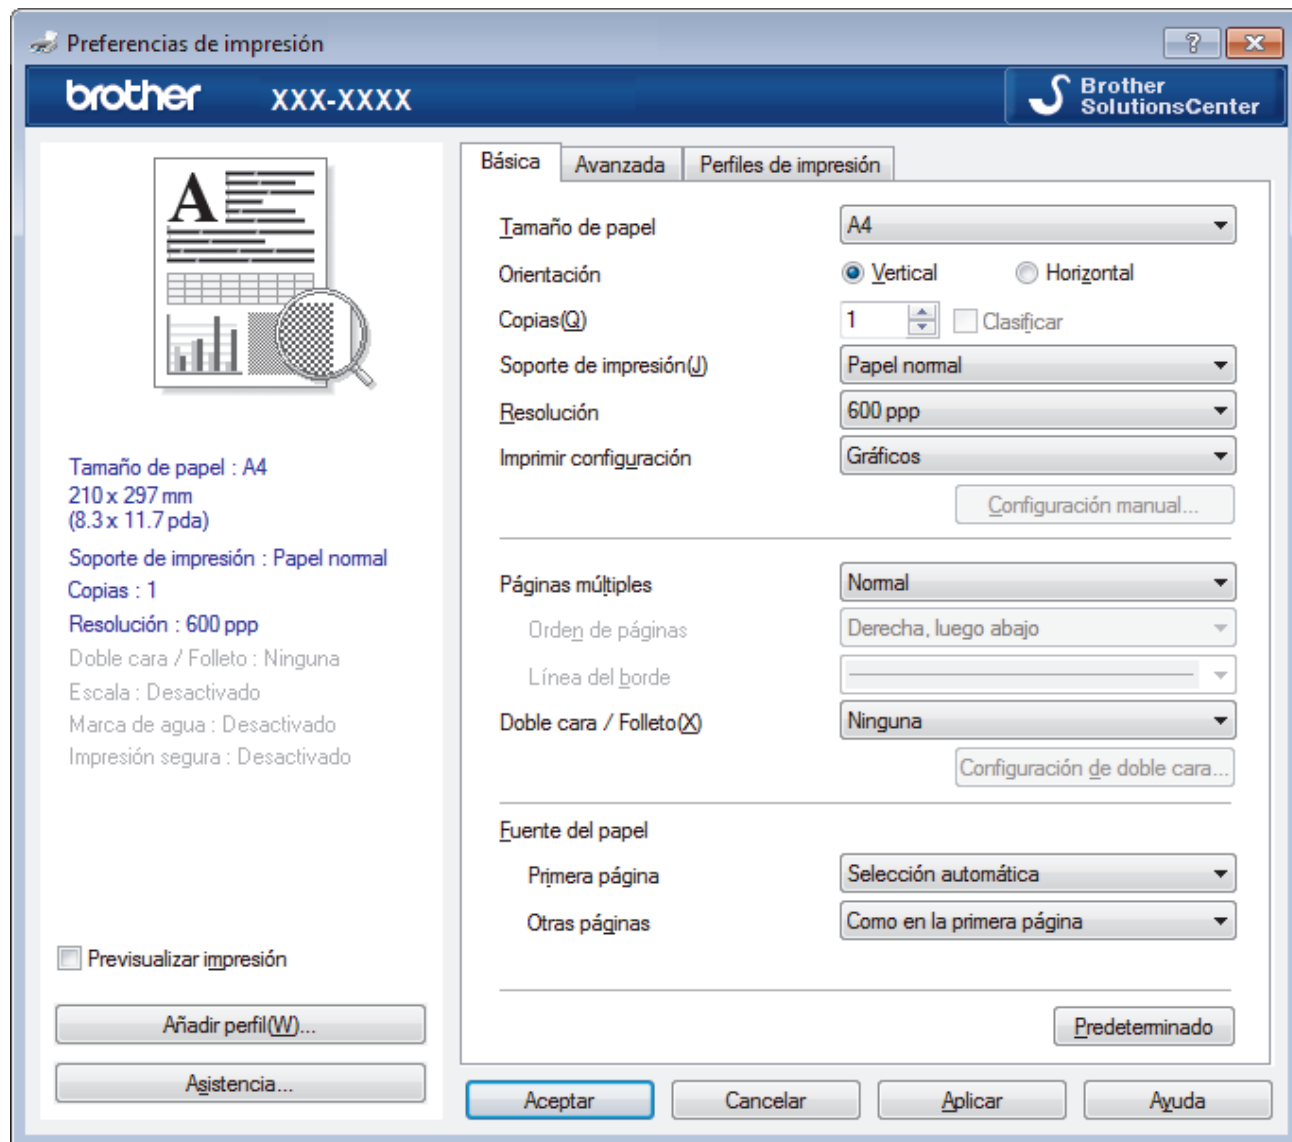 Preferencias de impresión
brother XXX-XXXX
Brother
SolutionsCenter
A
Tamaño de papel : A4
210 x 297 mm
(8.3 x 11.7 pda)
Soporte de impresión : Papel normal
Copias : 1
Resolución : 600 ppp
Doble cara / Folleto : Ninguna
Escala : Desactivado
Marca de agua : Desactivado
Impresión segura : Desactivado
Previsualizar impresión
Añadir perfil(W)...
Asistencia...
Básica Avanzada Perfiles de impresión
Tamaño de papel A4
Orientación Vertical Horizontal
Copias(Q) 1 Clasificar
Soporte de impresión(J) Papel normal
Resolución 600 ppp
Imprimir configuración Gráficos
Configuración manual...
Páginas múltiples Normal
Orden de páginas Derecha, luego abajo
Línea del borde
Doble cara / Folleto(X) Ninguna
Configuración de doble cara...
Fuente del papel
Primera página Selección automática
Otras páginas Como en la primera página
Predeterminado
Aceptar Cancelar Aplicar Ayuda